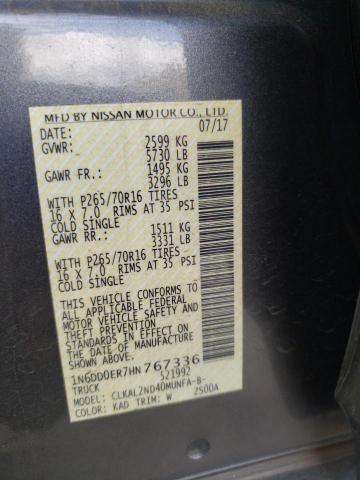 MFD BY NISSAN MOTOR CO., LTD.
DATE: 07/17
GVWR: 2599 KG
5730 LB
GAWR FR.: 1495 KG
3296 LB
WITH P265/70R16 TIRES
16 X 7.0 RIMS AT 35 PSI
COLD SINGLE
GAWR RR.: 1511 KG
3331 LB
WITH P265/70R16 TIRES
16 X 7.0 RIMS AT 35 PSI
COLD SINGLE
THIS VEHICLE CONFORMS TO
ALL APPLICABLE FEDERAL
MOTOR VEHICLE SAFETY AND
THEFT PREVENTION
STANDARDS IN EFFECT ON
THE DATE OF MANUFACTURE
SHOWN ABOVE.
1N6DD0ER7HN767336
TRUCK 521992
MODEL: CLKAL2ND40MUNFA-B-
COLOR: KAD TRIM: W 2500A